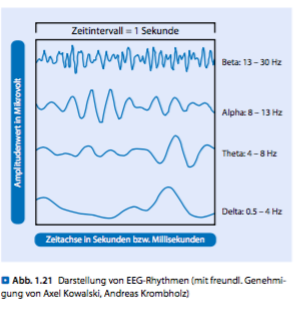 Zeitintervall = 1 Sekunde
Amplitudenwert in Mikrovolt
Beta: 13 – 30 Hz
Alpha: 8 – 13 Hz
Theta: 4 – 8 Hz
Delta: 0.5 – 4 Hz
Zeitachse in Sekunden bzw. Millisekunden
Abb. 1.21 Darstellung von EEG-Rhythmen (mit freundl. Genehmi-
gung von Axel Kowalski, Andreas Krombholz)